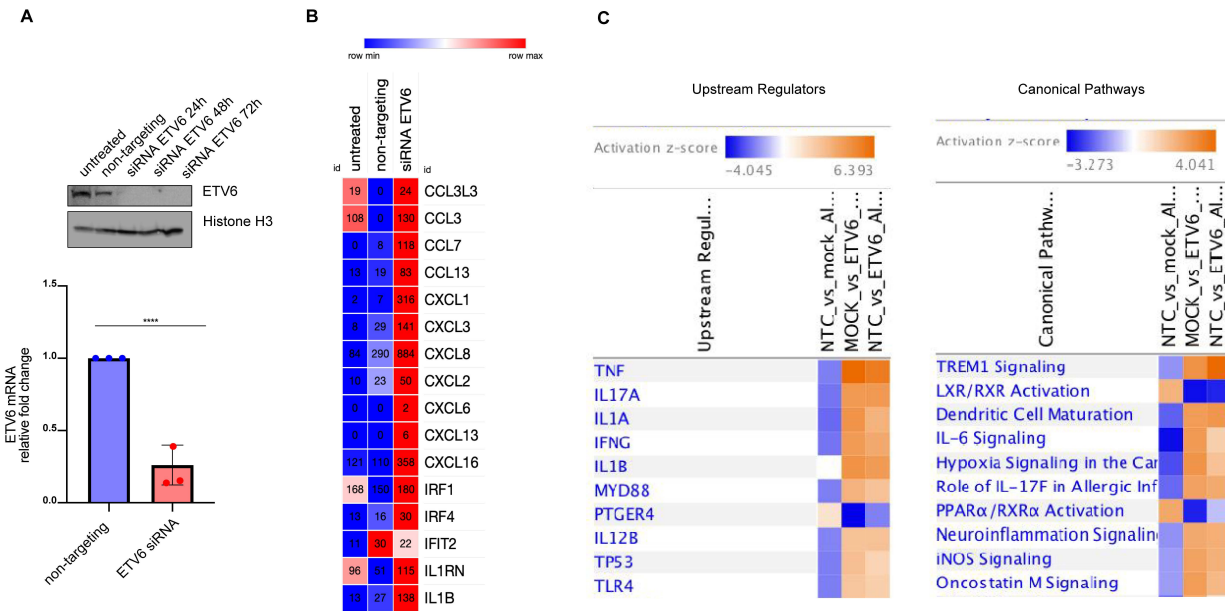 A
untreated
non-targeting
siRNA ETV6 24h
siRNA ETV6 48h
siRNA ETV6 72h
ETV6
Histone H3
1.5
1.0
0.5
0.0
ETV6 mRNA
relative fold change
****
non-targeting
ETV6 siRNA
B
row min
row max
untreated
non-targeting
siRNA ETV6
id
id
19 0 24 CCL3L3
108 0 130 CCL3
0 8 118 CCL7
13 19 83 CCL13
2 7 316 CXCL1
8 29 141 CXCL3
84 290 884 CXCL8
10 23 50 CXCL2
0 0 2 CXCL6
0 0 6 CXCL13
121 110 358 CXCL16
168 150 180 IRF1
13 16 30 IRF4
11 30 22 IFIT2
96 51 115 IL1RN
13 27 138 IL1B
C
Upstream Regulators
Activation z-score
−4.045
6.393
Upstream Regul...
NTC_vs_mock_Al...
MOCK_vs_ETV6_...
NTC_vs_ETV6_Al...
TNF
IL17A
IL1A
IFNG
IL1B
MYD88
PTGER4
IL12B
TP53
TLR4
Canonical Pathways
Activation z-score
−3.273
4.041
Canonical Pathw...
NTC_vs_mock_Al...
MOCK_vs_ETV6_...
NTC_vs_ETV6_Al
TREM1 Signaling
LXR/RXR Activation
Dendritic Cell Maturation
IL-6 Signaling
Hypoxia Signaling in the Car
Role of IL-17F in Allergic Inf
PPARα/RXRα Activation
Neuroinflammation Signalin
iNOS Signaling
Oncostatin M Signaling